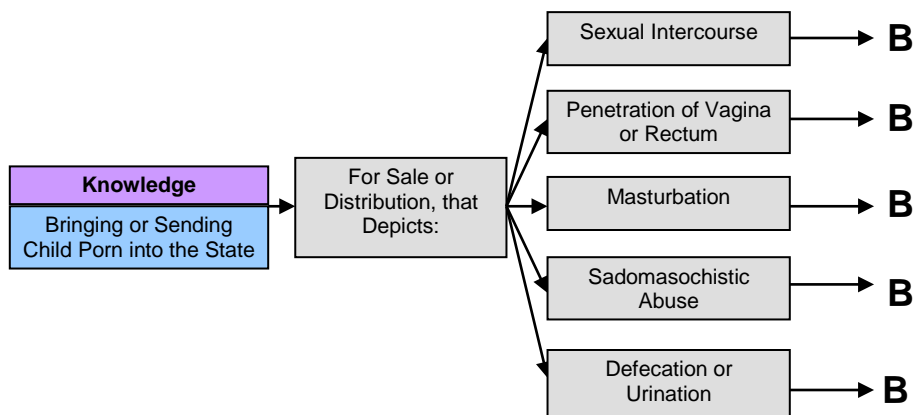 Sexual Intercourse
B
Penetration of Vagina
or Rectum
B
Knowledge
Bringing or Sending
Child Porn into the State
For Sale or
Distribution, that
Depicts:
Masturbation
B
Sadomasochistic
Abuse
B
Defecation or
Urination
B